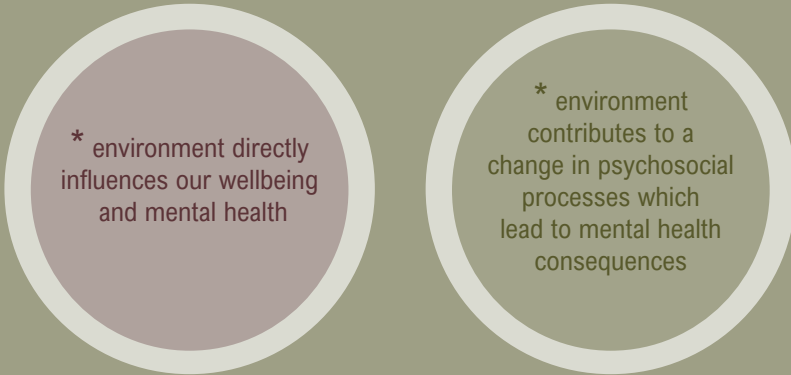 * environment directly
influences our wellbeing
and mental health
* environment
contributes to a
change in psychosocial
processes which
lead to mental health
consequences